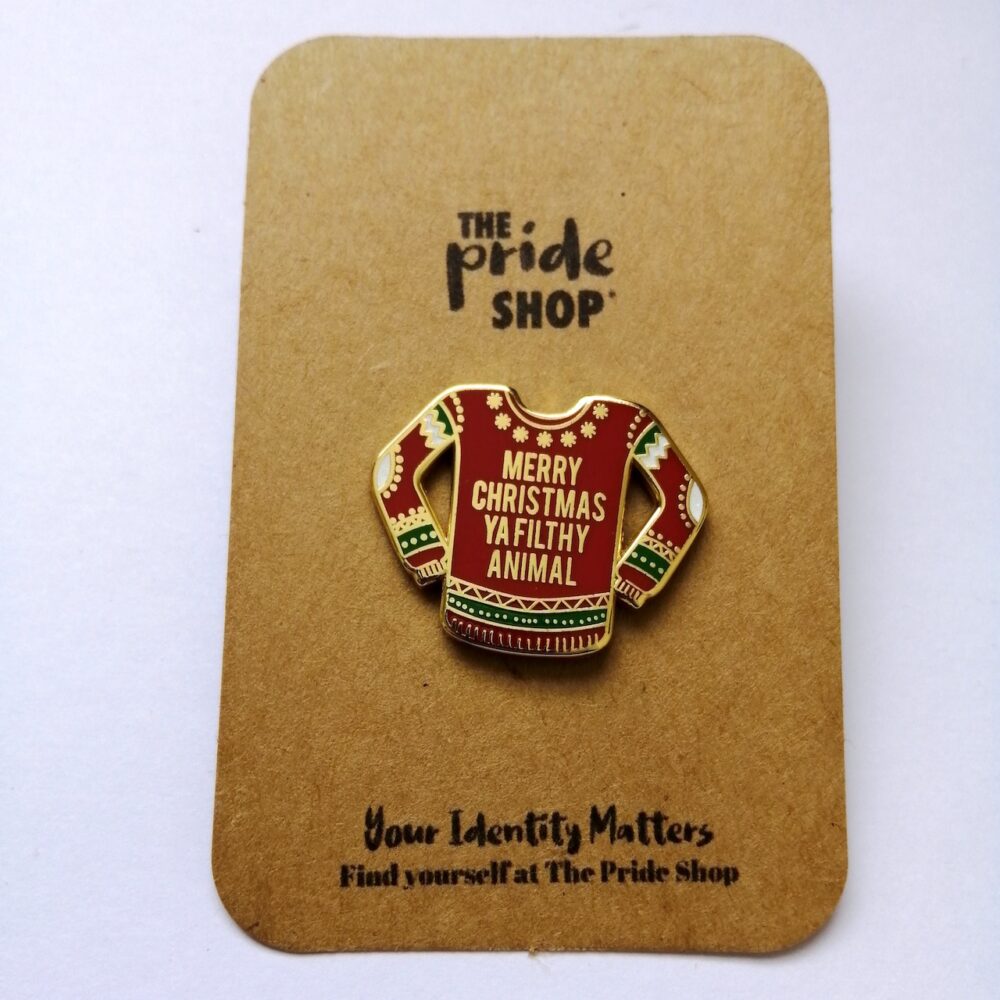 THE
pride
SHOP
MERRY
CHRISTMAS
YA FILTHY
ANIMAL
Your Identity Matters
Find yourself at The Pride Shop